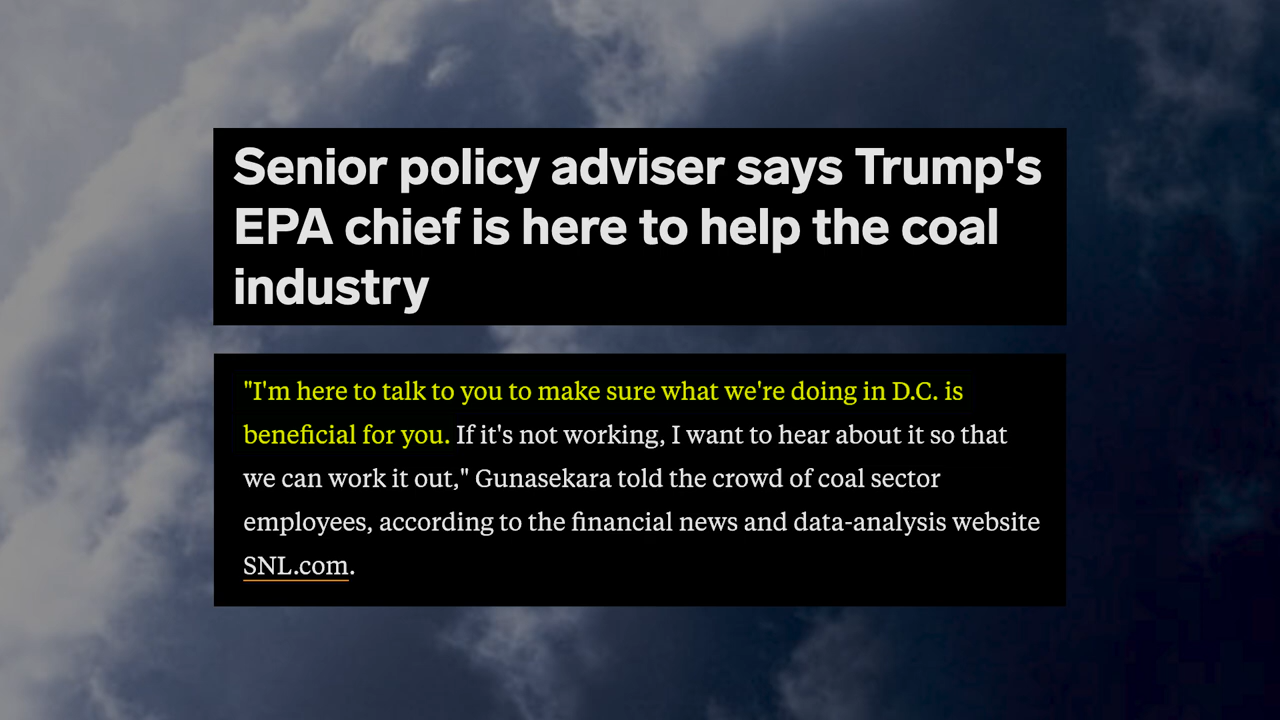 Senior policy adviser says Trump's
EPA chief is here to help the coal
industry
"I'm here to talk to you to make sure what we're doing in D.C. is
beneficial for you. If it's not working, I want to hear about it so that
we can work it out," Gunasekara told the crowd of coal sector
employees, according to the financial news and data-analysis website
SNL.com.